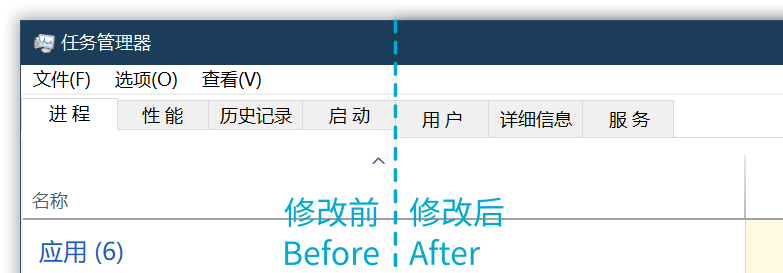 任务管理器
文件(F) 选项(O) 查看(V)
进程 性能 历史记录 启动 用户 详细信息 服务
名称
修改前 修改后
应用 (6) Before After